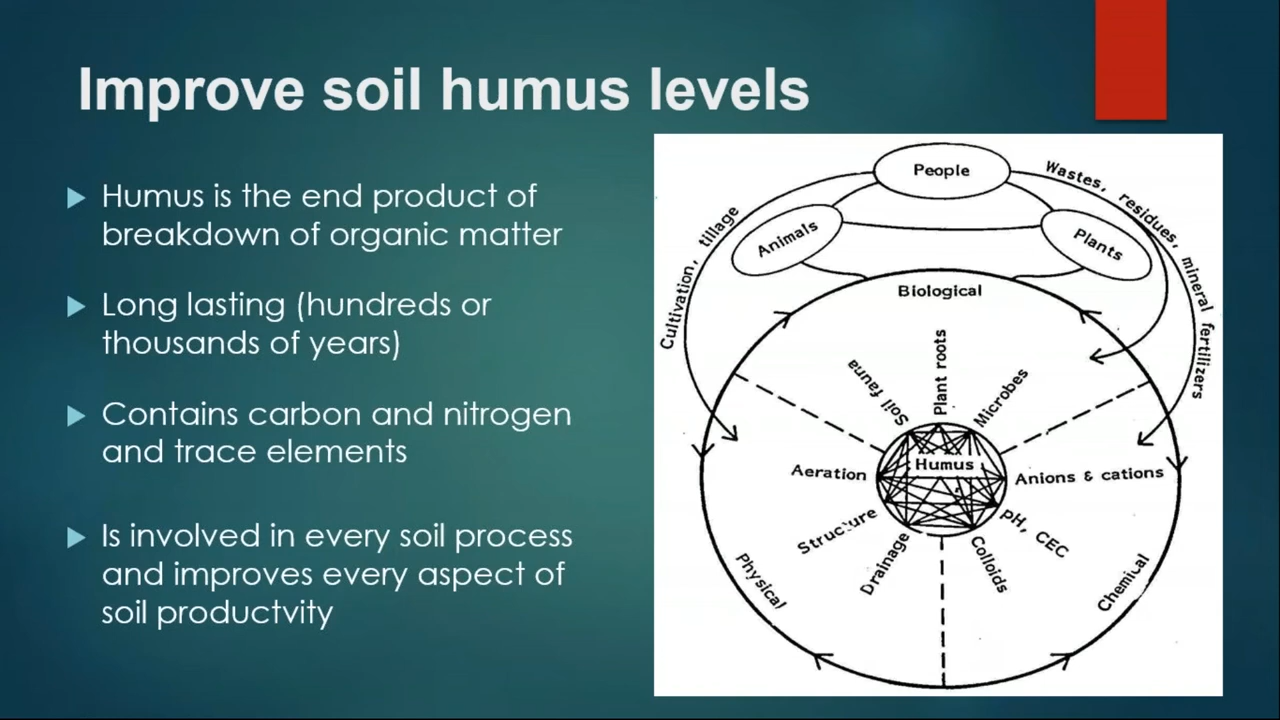 Improve soil humus levels
Humus is the end product of
breakdown of organic matter
Long lasting (hundreds or
thousands of years)
Contains carbon and nitrogen
and trace elements
Is involved in every soil process
and improves every aspect of
soil productvity
People
Animals
Plants
Cultivation, tillage
Wastes, residues, mineral fertilizers
Biological
Soil fauna
Plant roots
Microbes
Humus
Aeration
Anions & cations
Structure
pH, CEC
Drainage
Colloids
Physical
Chemical